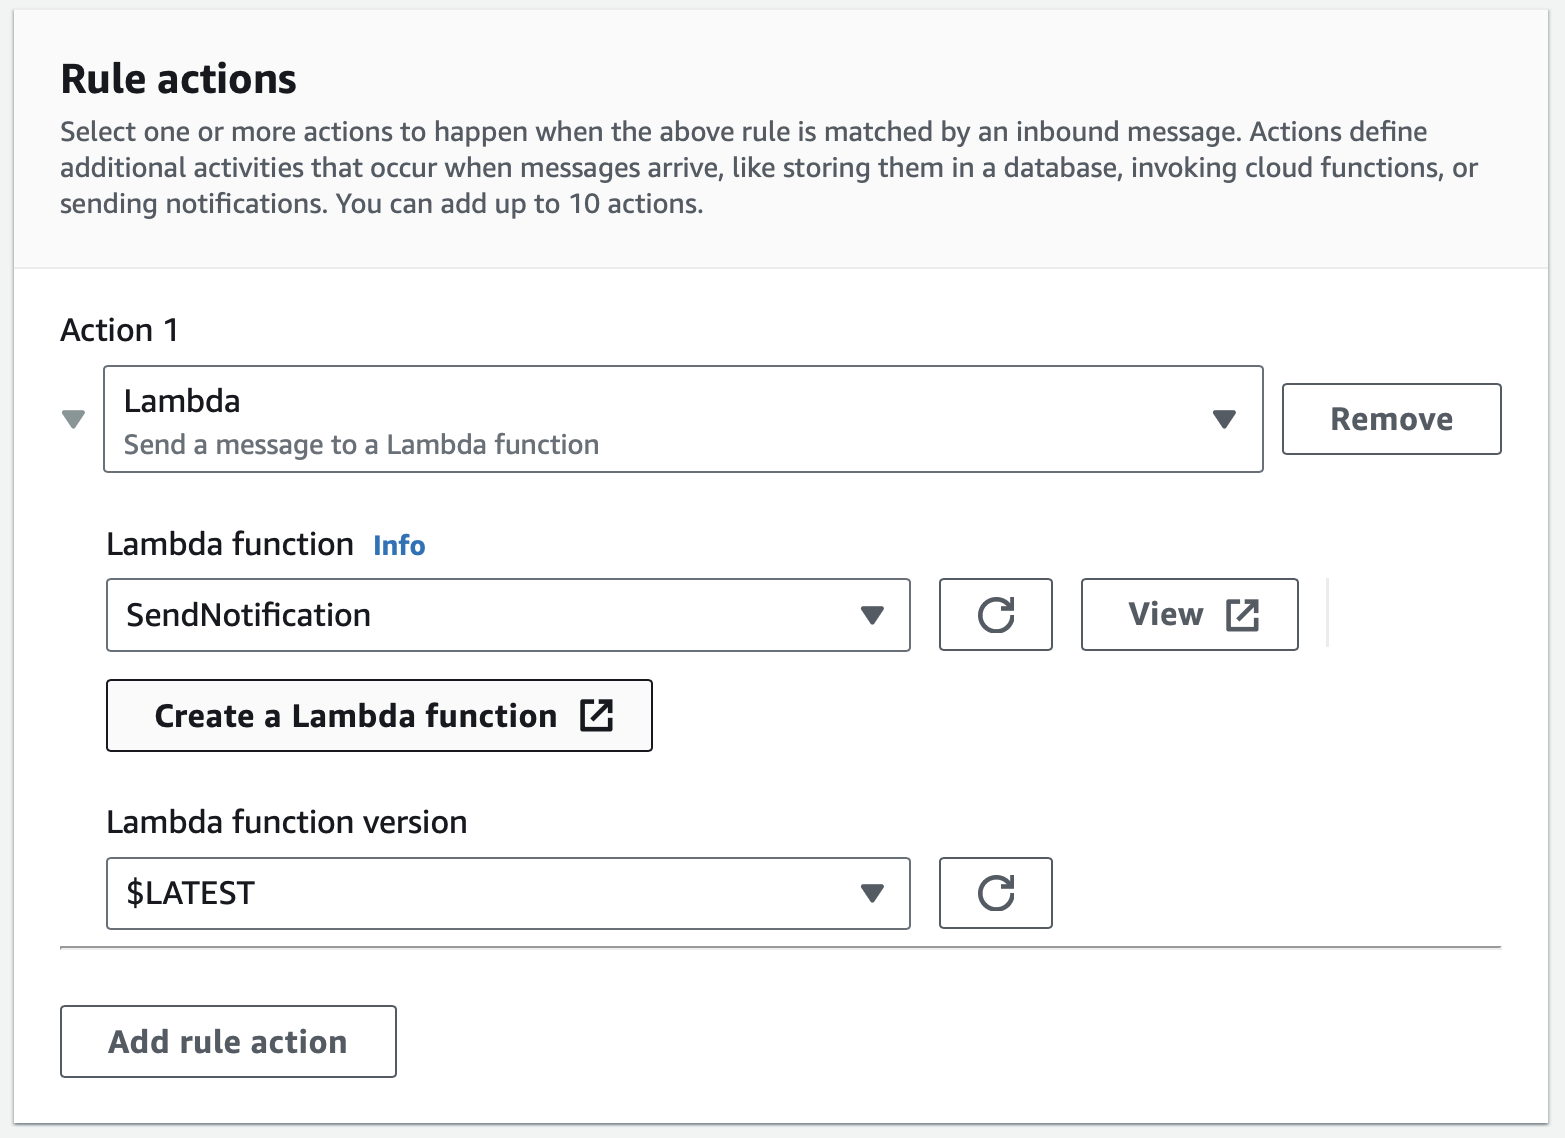 Rule actions
Select one or more actions to happen when the above rule is matched by an inbound message. Actions define
additional activities that occur when messages arrive, like storing them in a database, invoking cloud functions, or
sending notifications. You can add up to 10 actions.
Action 1
Lambda
Send a message to a Lambda function
Remove
Lambda function Info
SendNotification
View
Create a Lambda function
Lambda function version
$LATEST
Add rule action